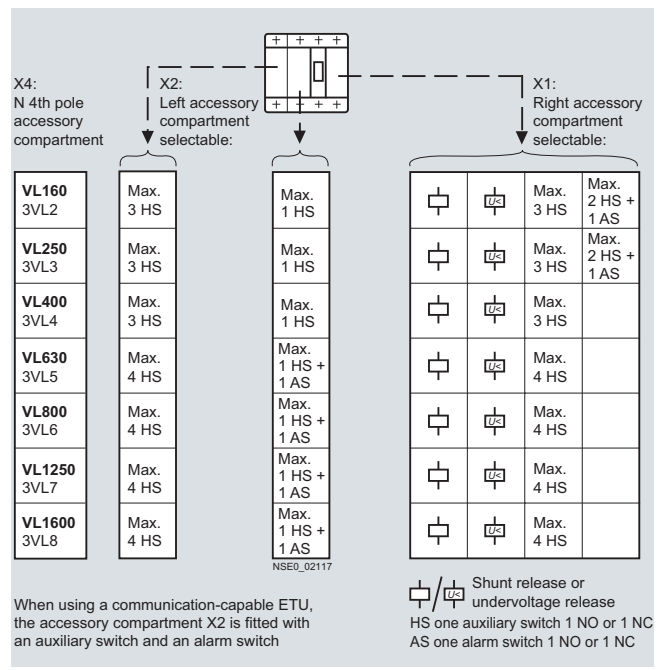 + + + +
+ + + +
X4:
N 4th pole
accessory
compartment
X2:
Left accessory
compartment
selectable:
X1:
Right accessory
compartment
selectable:
VL160
3VL2
Max.
3 HS
Max.
1 HS
U<
Max.
3 HS
Max.
2 HS +
1 AS
VL250
3VL3
Max.
3 HS
Max.
1 HS
U<
Max.
3 HS
Max.
2 HS +
1 AS
VL400
3VL4
Max.
3 HS
Max.
1 HS
U<
Max.
3 HS
VL630
3VL5
Max.
4 HS
Max.
1 HS +
1 AS
U<
Max.
4 HS
VL800
3VL6
Max.
4 HS
Max.
1 HS +
1 AS
U<
Max.
4 HS
VL1250
3VL7
Max.
4 HS
Max.
1 HS +
1 AS
U<
Max.
4 HS
VL1600
3VL8
Max.
4 HS
Max.
1 HS +
1 AS
U<
Max.
4 HS
NSE0_02117
When using a communication-capable ETU,
the accessory compartment X2 is fitted with
an auxiliary switch and an alarm switch
/ U< Shunt release or
undervoltage release
HS one auxiliary switch 1 NO or 1 NC
AS one alarm switch 1 NO or 1 NC